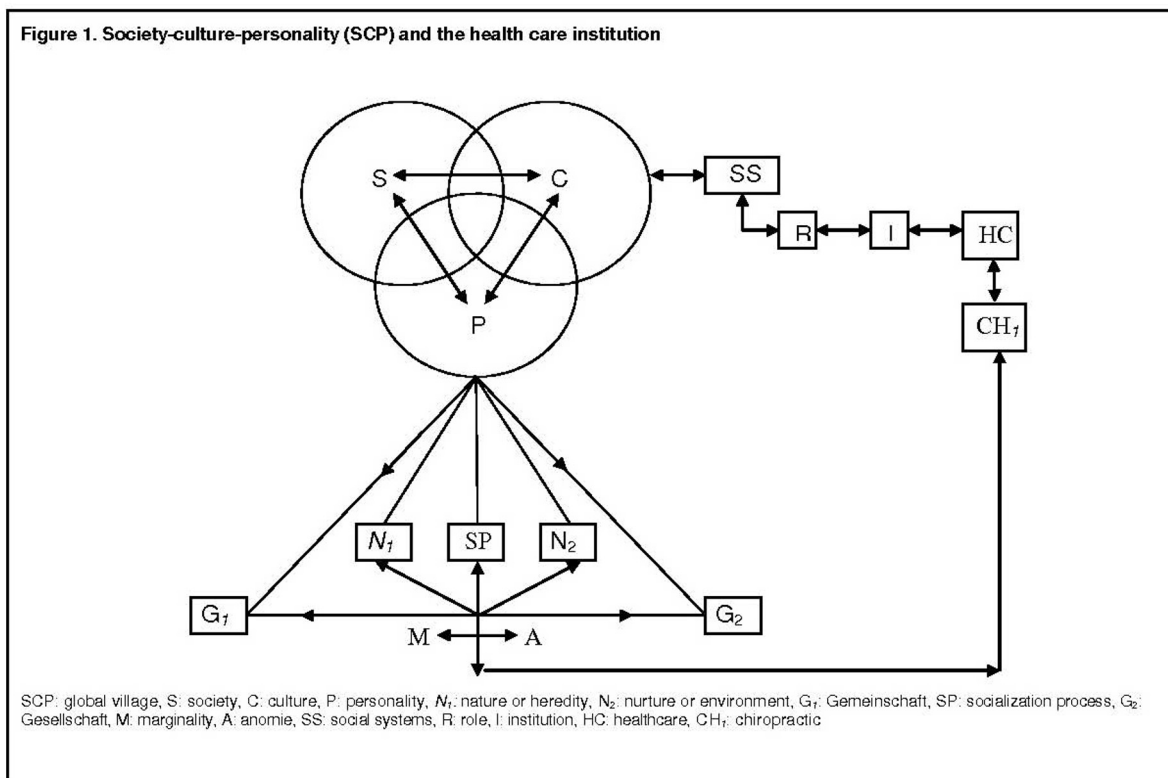 Figure 1. Society-culture-personality (SCP) and the health care institution
S
C
SS
R
I
HC
P
CH₁
N₁
SP
N₂
G₁
G₂
M
A
SCP: global village, S: society, C: culture, P: personality, N₁: nature or heredity, N₂: nurture or environment, G₁: Gemeinschaft, SP: socialization process, G₂:
Gesellschaft, M: marginality, A: anomie, SS: social systems, R: role, I: institution, HC: healthcare, CH₁: chiropractic